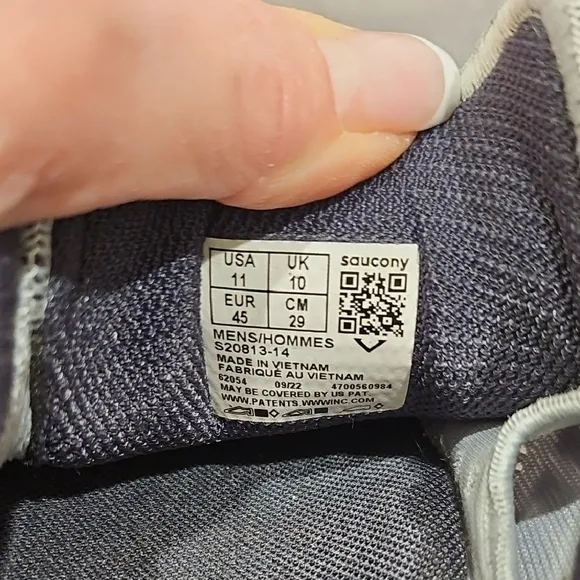 USA UK saucony
11 10
EUR CM
45 29
MENS/HOMMES
S20813-14
MADE IN VIETNAM
FABRIQUÉ AU VIETNAM
62054 09/22 4700560984
MAY BE COVERED BY US PAT.
WWW.PATENTS.WWWINC.COM